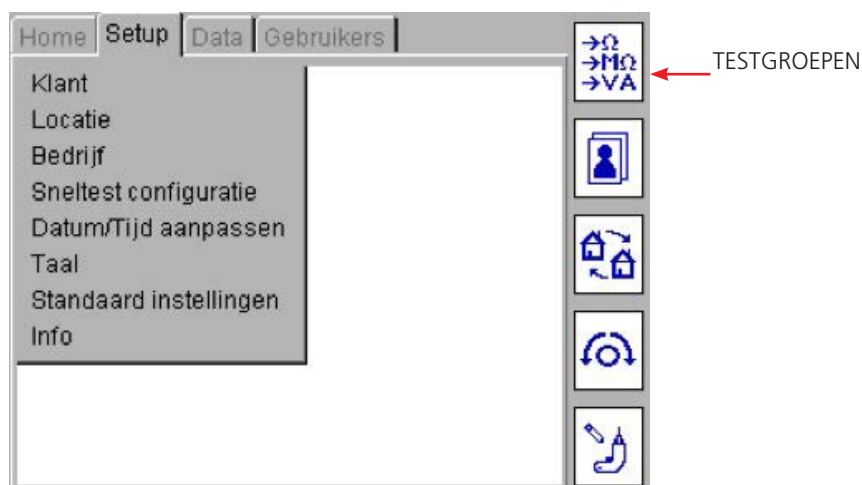 Home Setup Data Gebruikers
Klant
Locatie
Bedrijf
Sneltest configuratie
Datum/Tijd aanpassen
Taal
Standaard instellingen
Info
→Ω
→MΩ
→VA
TESTGROEPEN